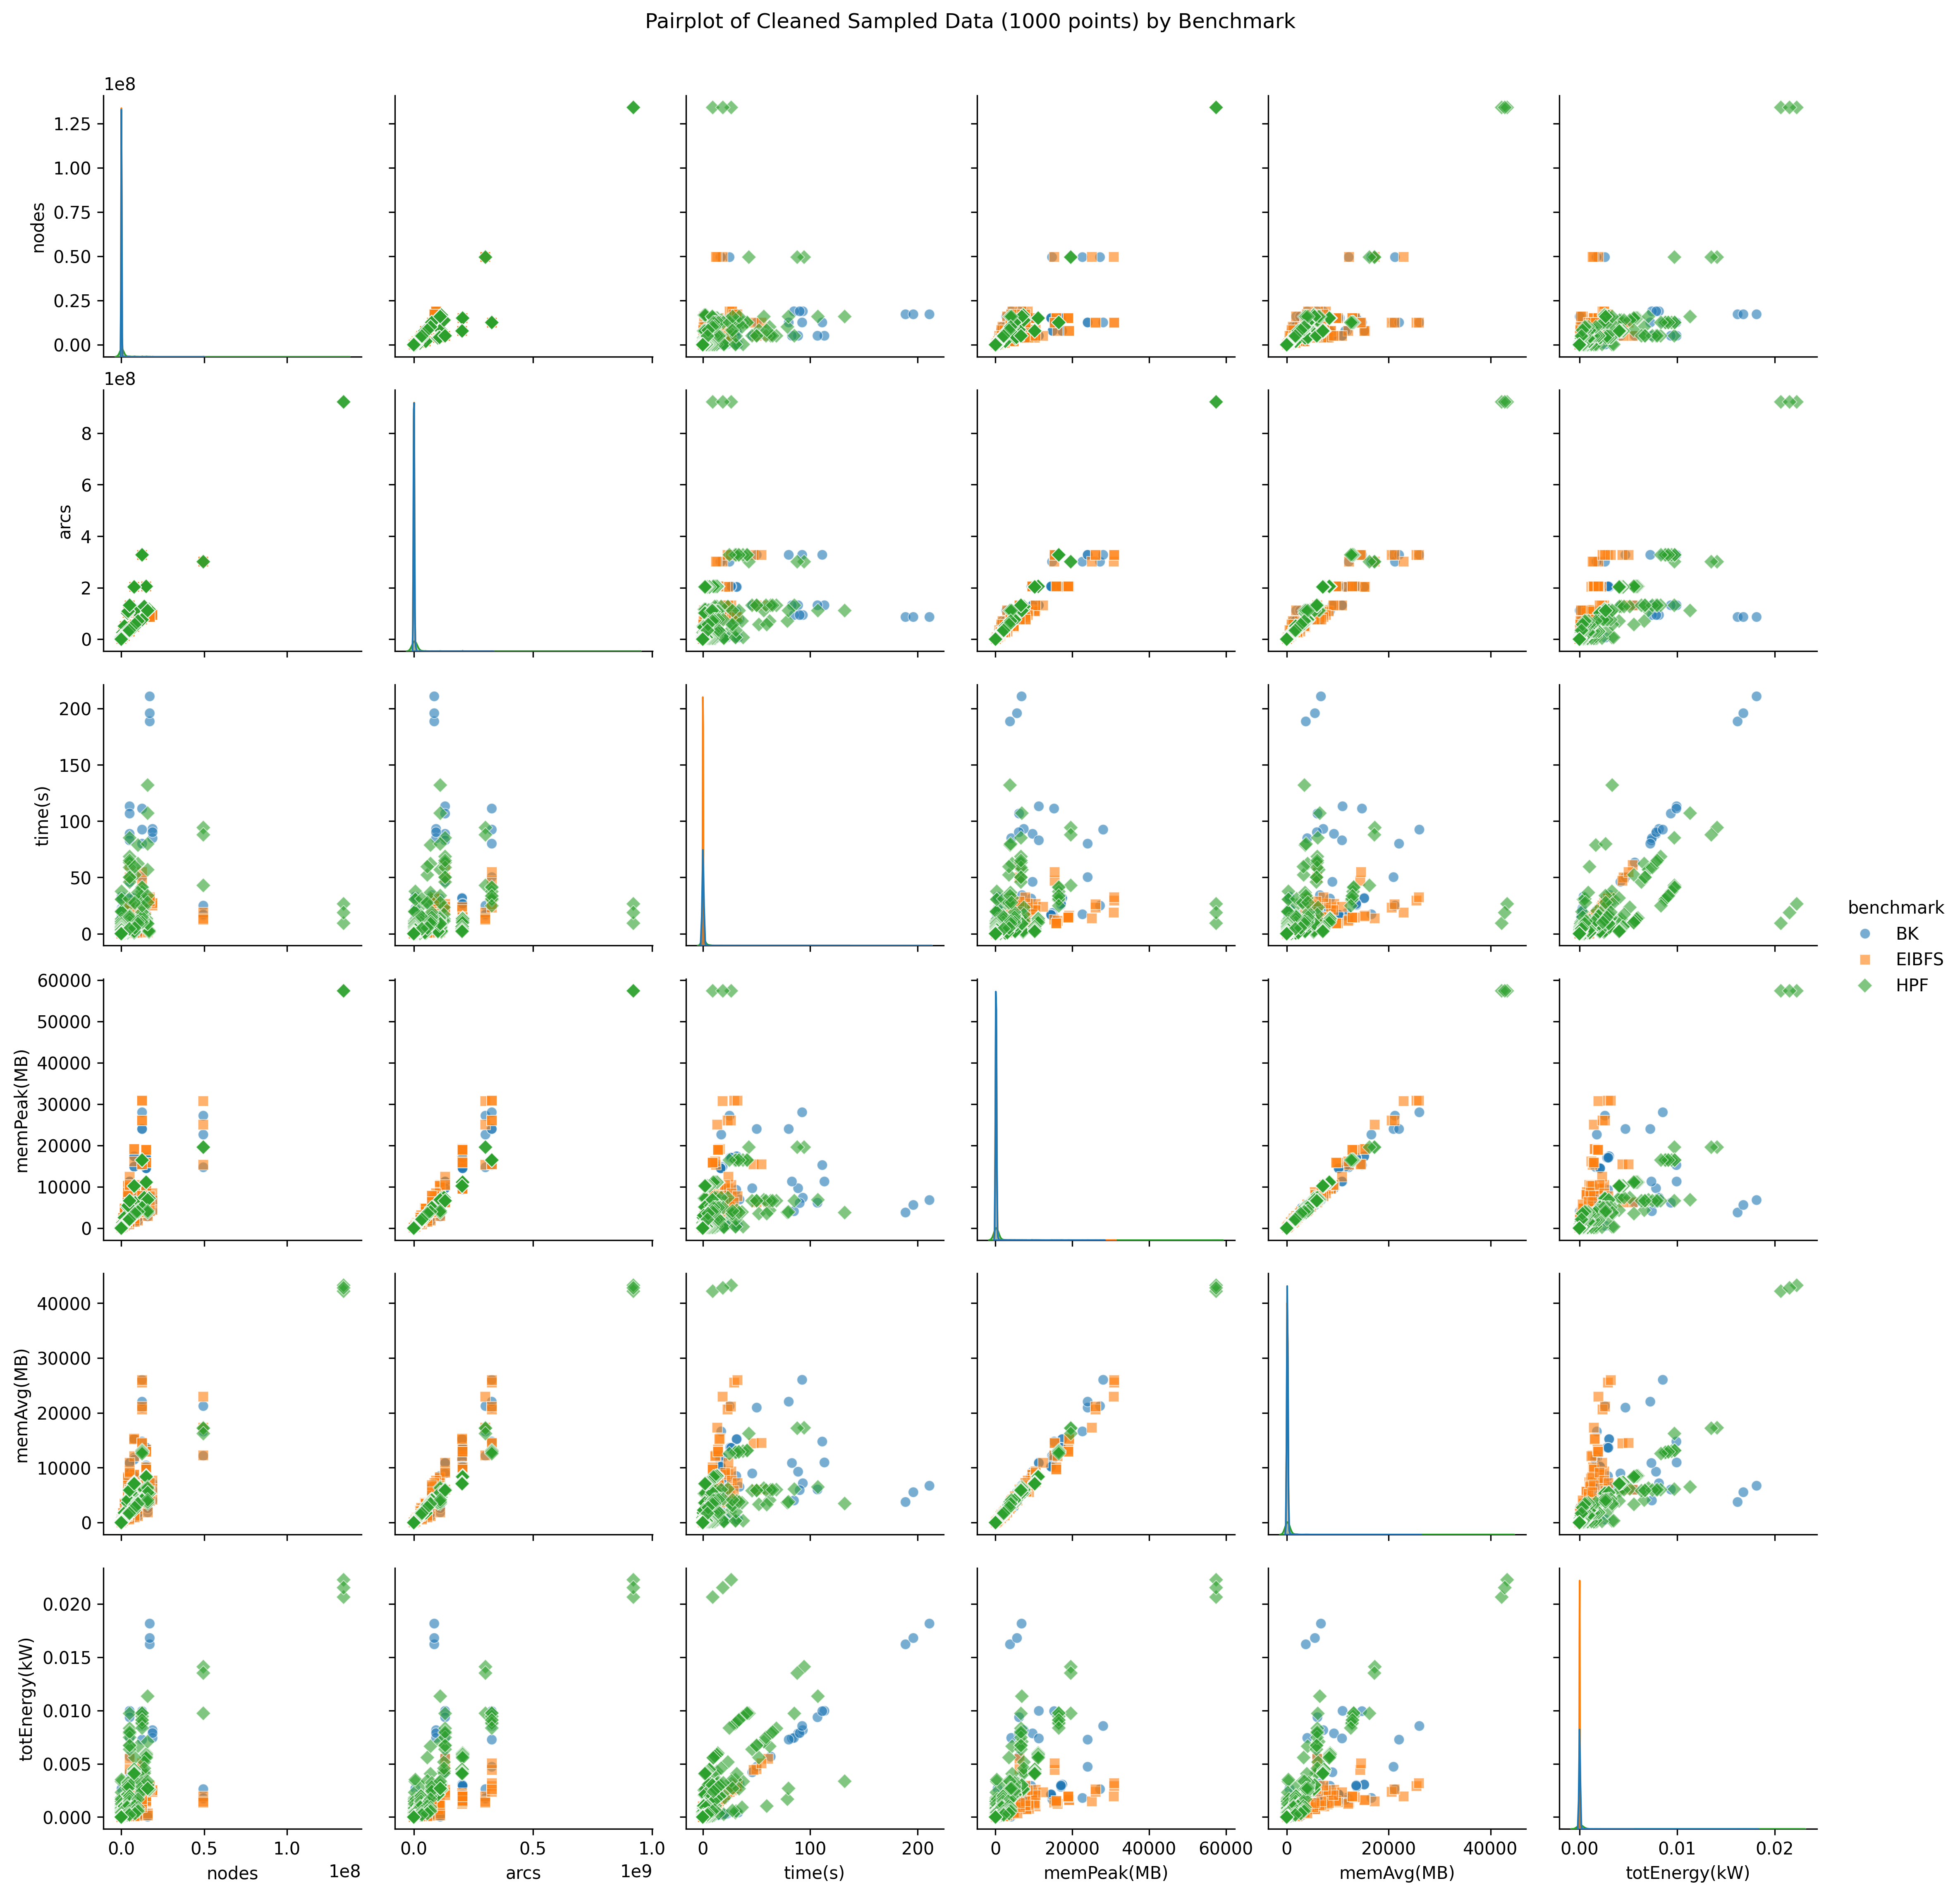 Pairplot of Cleaned Sampled Data (1000 points) by Benchmark
1e8
1.25
1.00
0.75
0.50
0.25
0.00
nodes
1e8
8
6
4
2
0
arcs
200
150
100
50
0
time(s)
benchmark
BK
EIBFS
HPF
60000
50000
40000
30000
20000
10000
0
memPeak(MB)
40000
30000
20000
10000
0
memAvg(MB)
0.020
0.015
0.010
0.005
0.000
totEnergy(kW)
0.0 0.5 1.0
1e8
nodes
0.0 0.5 1.0
1e9
arcs
0 100 200
time(s)
0 20000 40000 60000
memPeak(MB)
0 20000 40000
memAvg(MB)
0.00 0.01 0.02
totEnergy(kW)